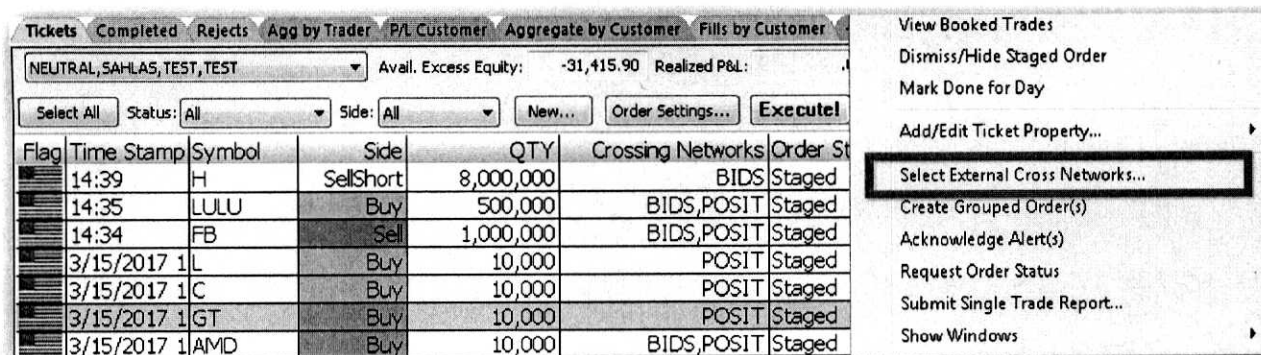 Tickets Completed Rejects Agg by Trader P/L Customer Aggregate by Customer Fills by Customer
NEUTRAL,SAHLAS,TEST,TEST Avail. Excess Equity: -31,415.90 Realized P&L:
Select All Status: All Side: All New... Order Settings... Execute!
Flag Time Stamp Symbol Side QTY Crossing Networks Order St
14:39 H SellShort 8,000,000 BIDS Staged
14:35 LULU Buy 500,000 BIDS,POSIT Staged
14:34 FB Sell 1,000,000 BIDS,POSIT Staged
3/15/2017 1 L Buy 10,000 POSIT Staged
3/15/2017 1 C Buy 10,000 POSIT Staged
3/15/2017 1 GT Buy 10,000 POSIT Staged
3/15/2017 1 AMD Buy 10,000 BIDS,POSIT Staged
View Booked Trades
Dismiss/Hide Staged Order
Mark Done for Day
Add/Edit Ticket Property...
Select External Cross Networks...
Create Grouped Order(s)
Acknowledge Alert(s)
Request Order Status
Submit Single Trade Report...
Show Windows